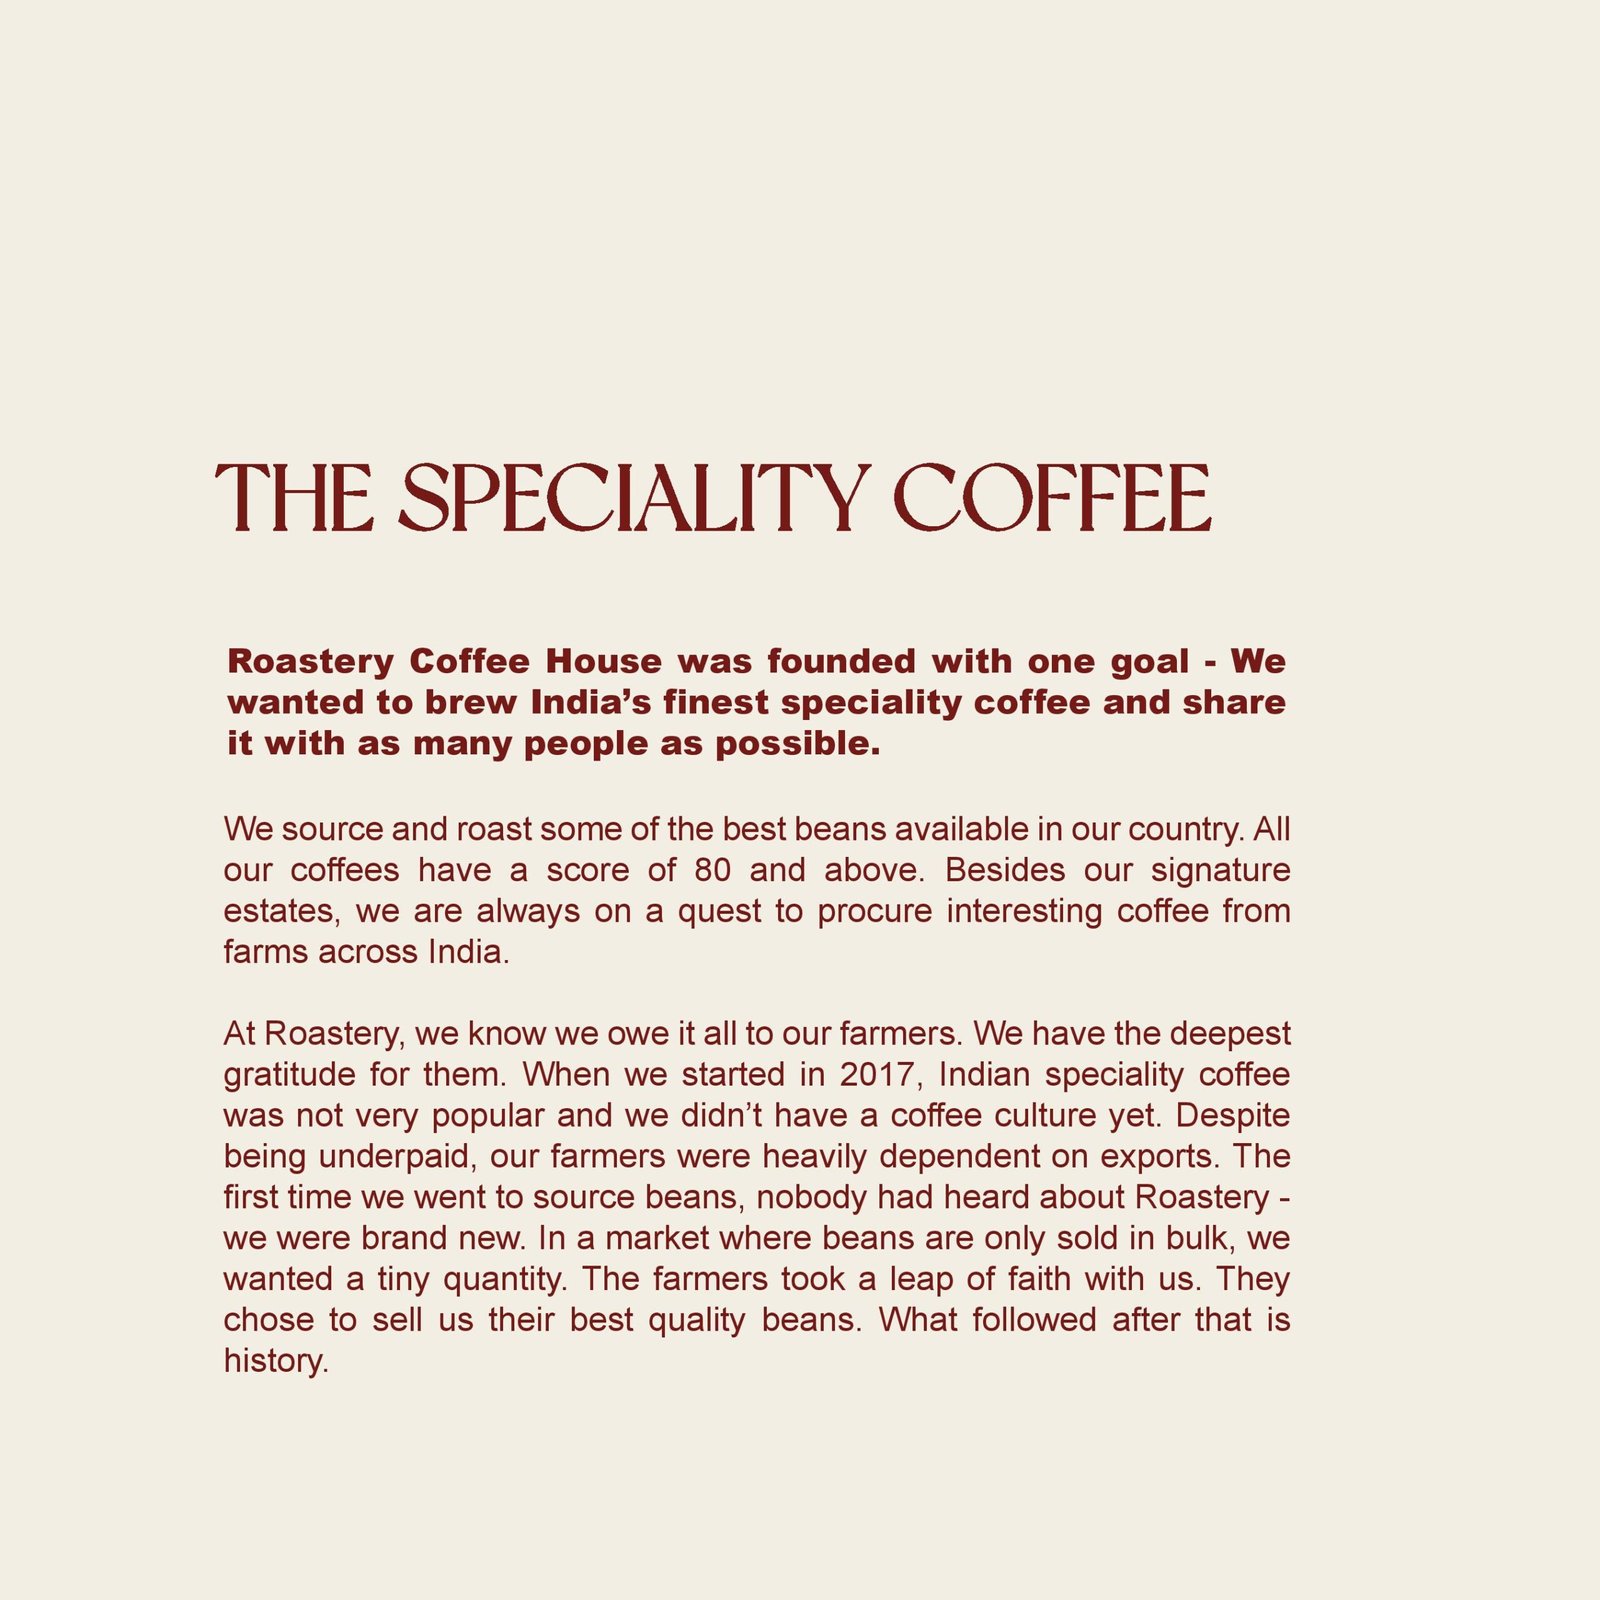 THE SPECIALITY COFFEE
Roastery Coffee House was founded with one goal - We
wanted to brew India’s finest speciality coffee and share
it with as many people as possible.
We source and roast some of the best beans available in our country. All
our coffees have a score of 80 and above. Besides our signature
estates, we are always on a quest to procure interesting coffee from
farms across India.
At Roastery, we know we owe it all to our farmers. We have the deepest
gratitude for them. When we started in 2017, Indian speciality coffee
was not very popular and we didn’t have a coffee culture yet. Despite
being underpaid, our farmers were heavily dependent on exports. The
first time we went to source beans, nobody had heard about Roastery -
we were brand new. In a market where beans are only sold in bulk, we
wanted a tiny quantity. The farmers took a leap of faith with us. They
chose to sell us their best quality beans. What followed after that is
history.